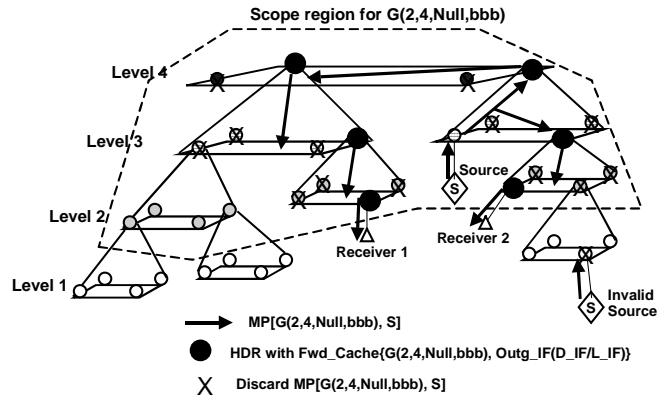 Scope region for G(2,4,Null,bbb)
Level 4
Level 3
S Source
Level 2
Receiver 1
Receiver 2
Level 1
S Invalid
Source
MP[G(2,4,Null,bbb), S]
HDR with Fwd_Cache{G(2,4,Null,bbb), Outg_IF(D_IF/L_IF)}
X Discard MP[G(2,4,Null,bbb), S]